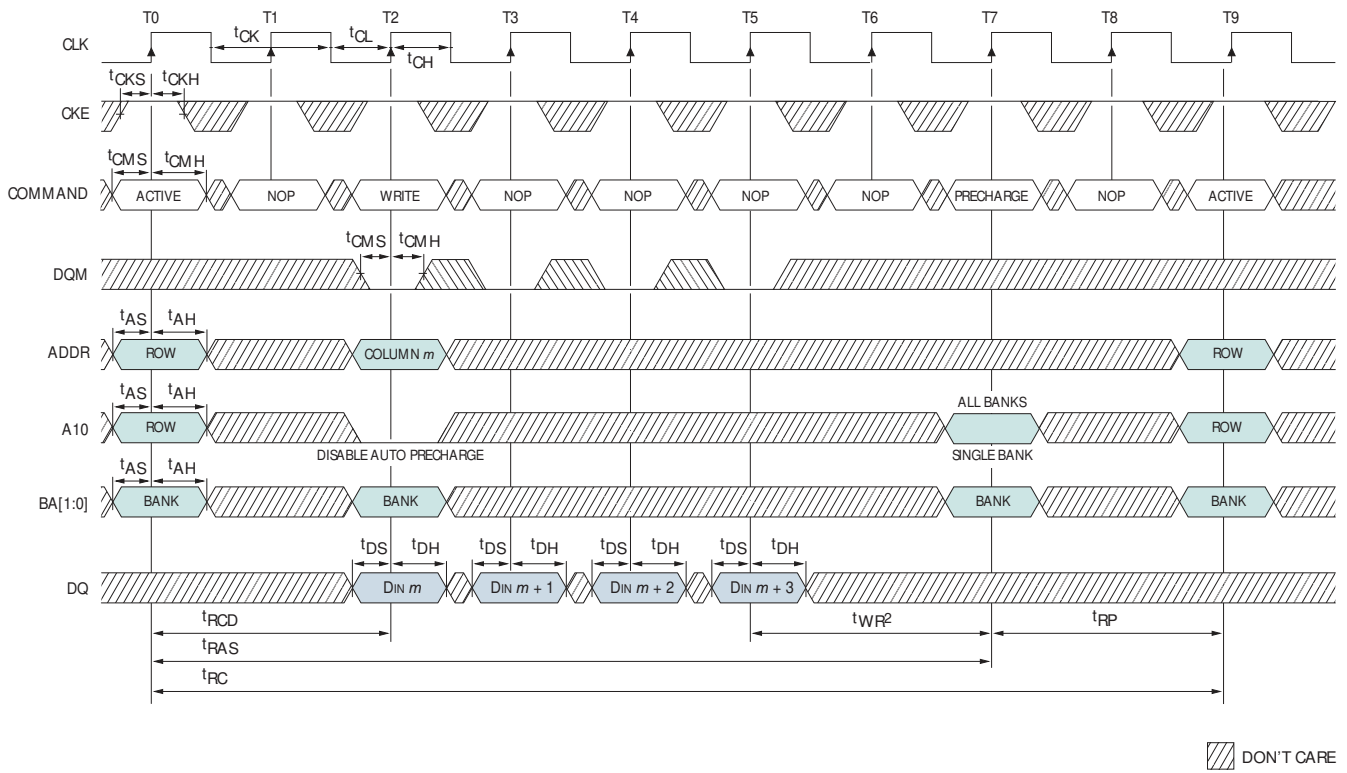 T0 T1 T2 T3 T4 T5 T6 T7 T8 T9
CLK tCK tCL tCH
tCKS tCKH
CKE
tCMS tCMH
COMMAND ACTIVE NOP WRITE NOP NOP NOP NOP PRECHARGE NOP ACTIVE
tCMS tCMH
DQM
tAS tAH
ADDR ROW COLUMN m ROW
tAS tAH ALL BANKS
A10 ROW ROW
DISABLE AUTO PRECHARGE SINGLE BANK
tAS tAH
BA[1:0] BANK BANK BANK BANK
tDS tDH tDS tDH tDS tDH tDS tDH
DQ DIN m DIN m + 1 DIN m + 2 DIN m + 3
tRCD tWR2 tRP
tRAS
tRC
DON'T CARE